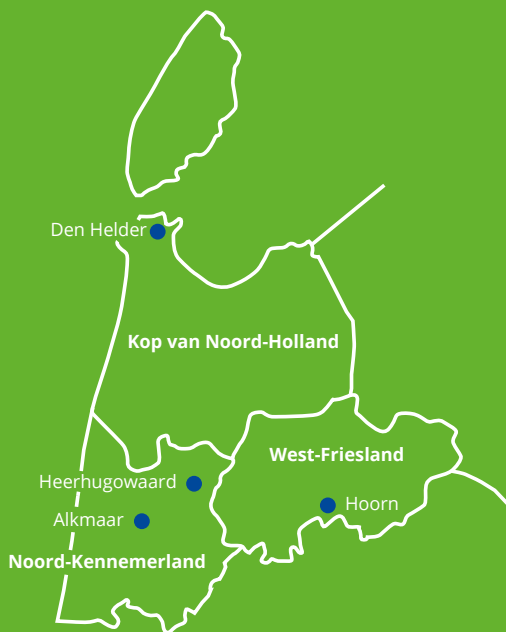 Den Helder
Kop van Noord-Holland
West-Friesland
Heerhugowaard
Hoorn
Alkmaar
Noord-Kennemerland